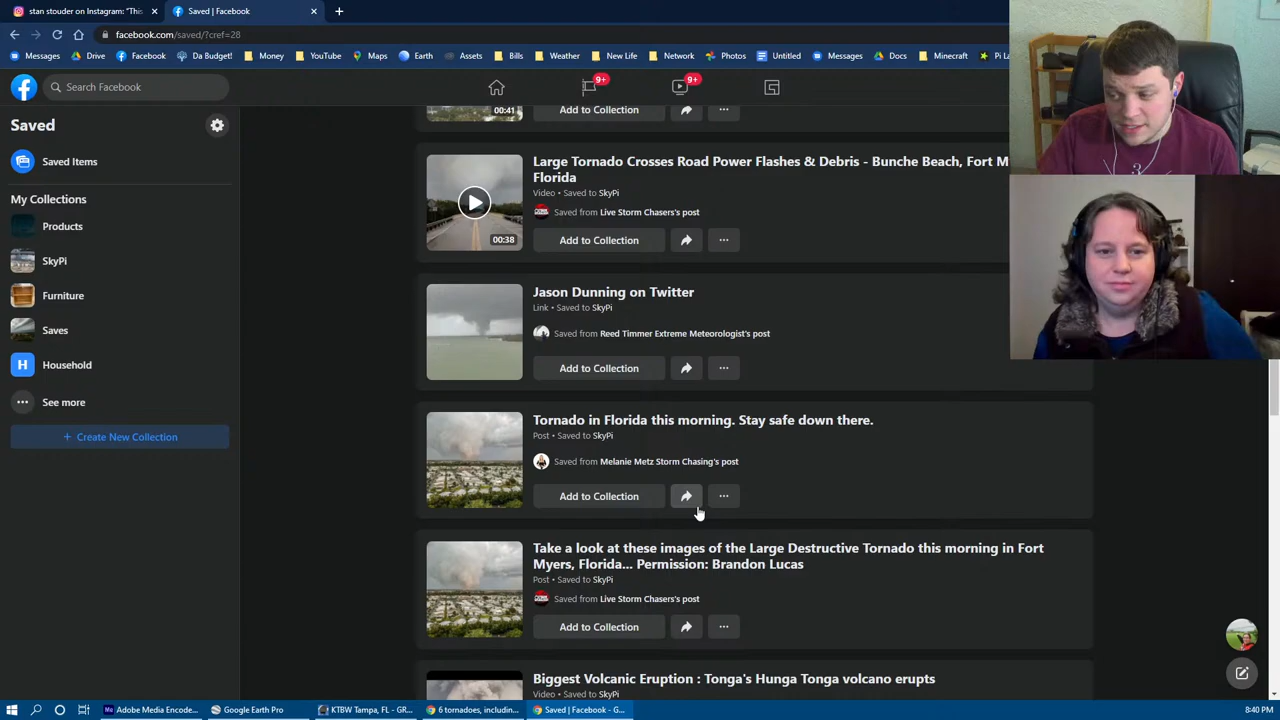 stan stouder on Instagram: "This
Saved | Facebook
facebook.com/saved/?cref=28
Messages Drive Facebook Da Budget? Money YouTube Maps Earth Assets Bills Weather New Life Network Photos Untitled Messages Docs Minecraft
Search Facebook
9+
9+
Saved
Saved Items
My Collections
Products
SkyPi
Furniture
Saves
H Household
See more
+ Create New Collection
00:41
Add to Collection
Large Tornado Crosses Road Power Flashes & Debris - Bunche Beach, Fort M
Florida
Video • Saved to SkyPi
Saved from Live Storm Chasers's post
00:38
Add to Collection
Jason Dunning on Twitter
Link • Saved to SkyPi
Saved from Reed Timmer Extreme Meteorologist's post
Add to Collection
Tornado in Florida this morning. Stay safe down there.
Post • Saved to SkyPi
Saved from Melanie Metz Storm Chasing's post
Add to Collection
Take a look at these images of the Large Destructive Tornado this morning in Fort
Myers, Florida... Permission: Brandon Lucas
Post • Saved to SkyPi
Saved from Live Storm Chasers's post
Add to Collection
Biggest Volcanic Eruption : Tonga's Hunga Tonga volcano erupts
Video • Saved to SkyPi
3
Adobe Media Encode... Google Earth Pro KTBW Tampa, FL - GR... 6 tornadoes, includin... Saved | Facebook - G... 8:40 PM